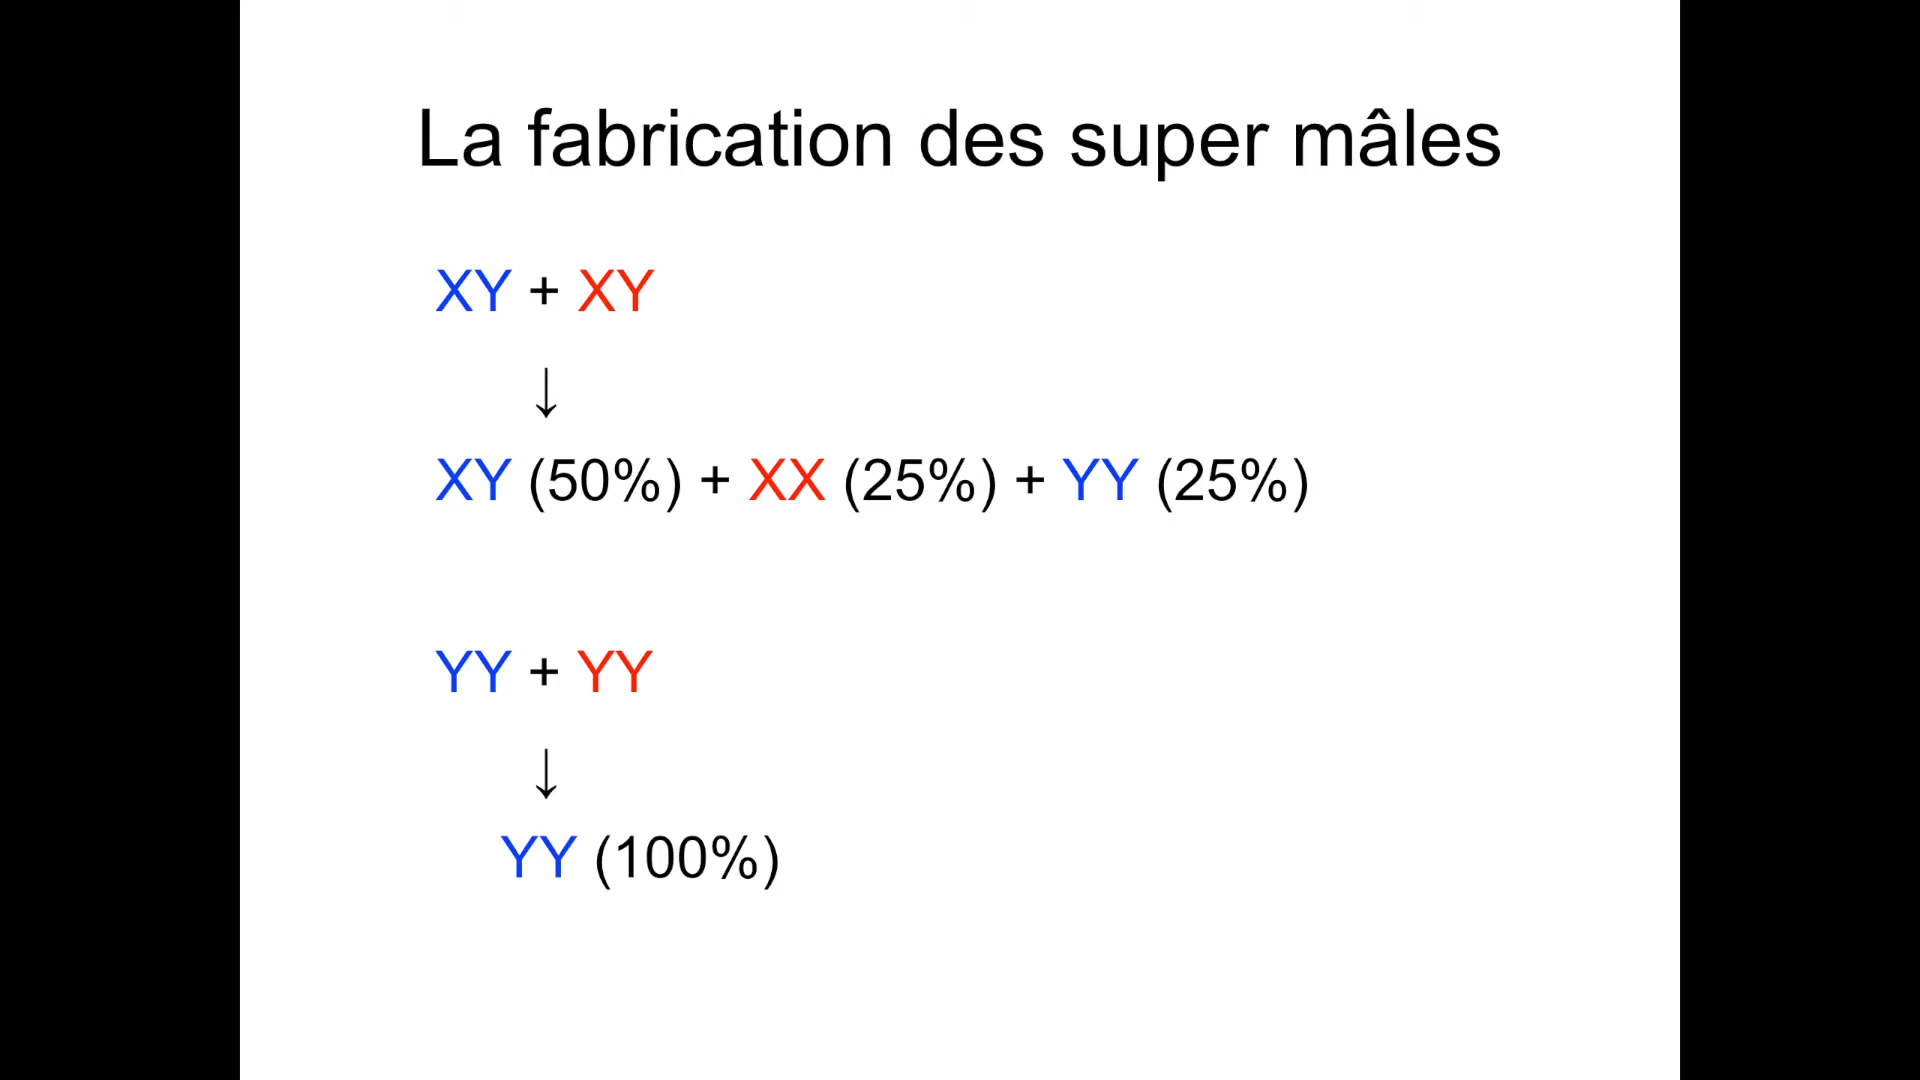 La fabrication des super mâles
XY + XY
↓
XY (50%) + XX (25%) + YY (25%)
YY + YY
↓
YY (100%)